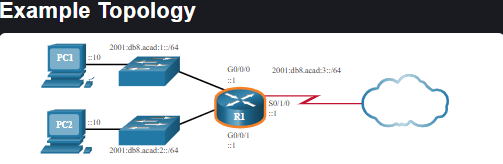 Example Topology
2001:db8.acad:1::/64
PC1
::10
G0/0/0
::1
2001:db8.acad:3::/64
S0/1/0
::1
R1
PC2
::10
G0/0/1
::1
2001:db8.acad:2::/64